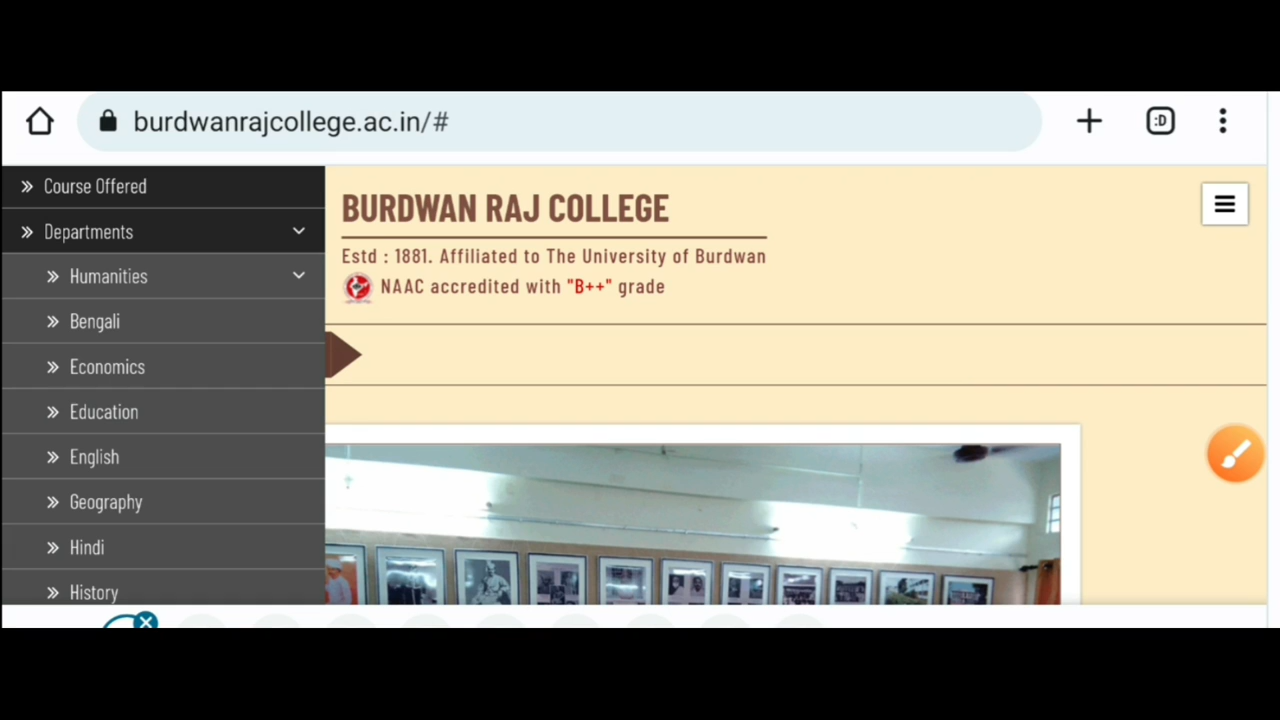 burdwanrajcollege.ac.in/#
:D
Course Offered
Departments
Humanities
Bengali
Economics
Education
English
Geography
Hindi
History
BURDWAN RAJ COLLEGE
Estd : 1881. Affiliated to The University of Burdwan
NAAC accredited with "B++" grade